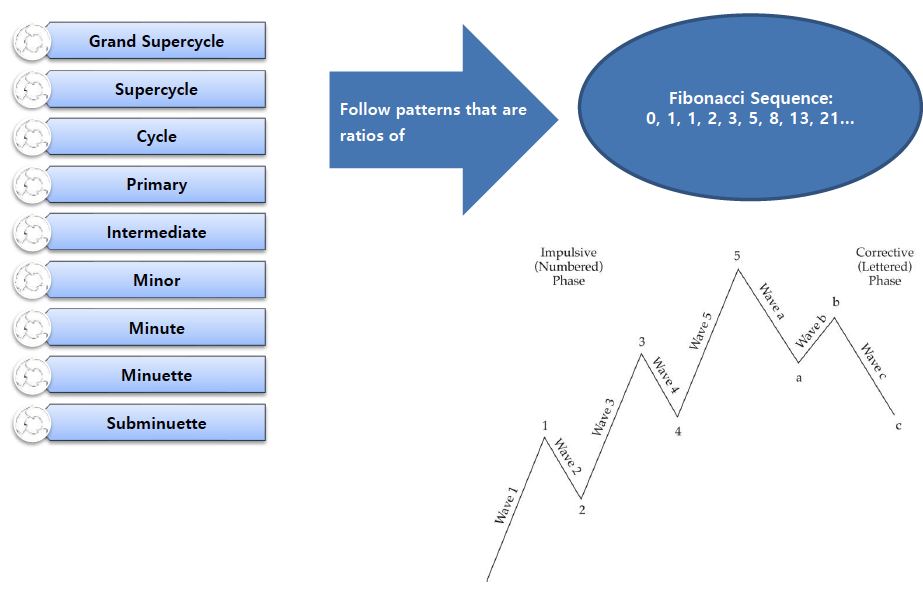 Grand Supercycle
Supercycle
Cycle
Primary
Intermediate
Minor
Minute
Minuette
Subminuette
Follow patterns that are
ratios of
Fibonacci Sequence:
0, 1, 1, 2, 3, 5, 8, 13, 21...
Impulsive
(Numbered)
Phase
Corrective
(Lettered)
Phase
5
b
3
1
a
4
c
2
Wave 1
Wave 2
Wave 3
Wave 4
Wave 5
Wave a
Wave b
Wave c